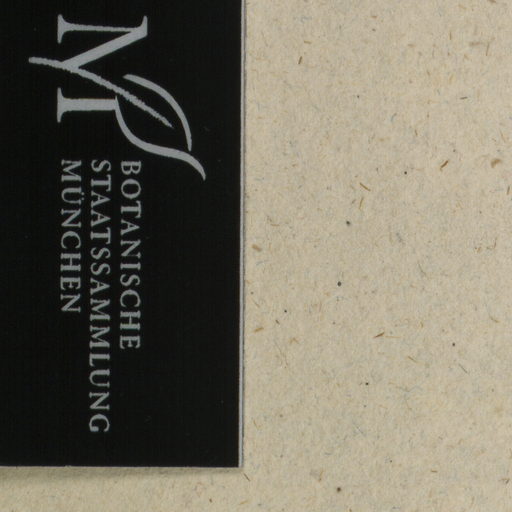 M
BOTANISCHE
STAATSSAMMLUNG
MÜNCHEN